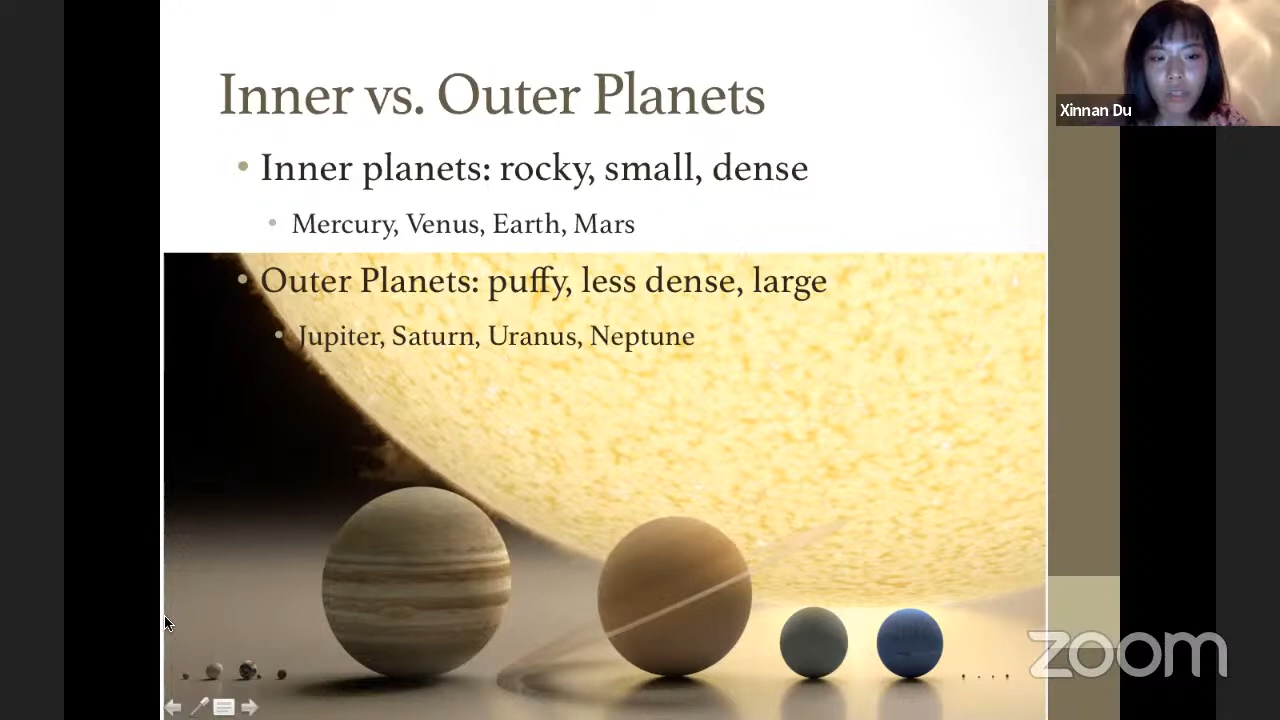 Inner vs. Outer Planets
Inner planets: rocky, small, dense
Mercury, Venus, Earth, Mars
Outer Planets: puffy, less dense, large
Jupiter, Saturn, Uranus, Neptune
Xinnan Du
zoom